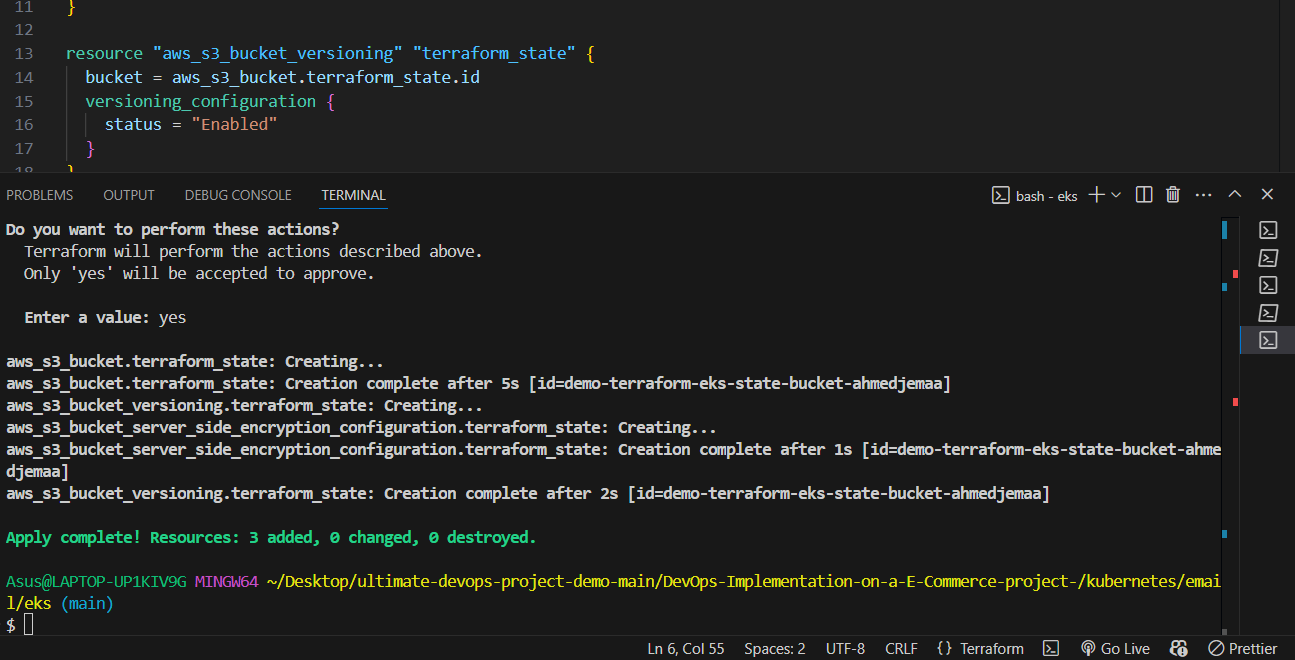 11 }
12
13 resource "aws_s3_bucket_versioning" "terraform_state" {
14 bucket = aws_s3_bucket.terraform_state.id
15 versioning_configuration {
16 status = "Enabled"
17 }
18 }
PROBLEMS OUTPUT DEBUG CONSOLE TERMINAL bash - eks
Do you want to perform these actions?
Terraform will perform the actions described above.
Only 'yes' will be accepted to approve.
Enter a value: yes
aws_s3_bucket.terraform_state: Creating...
aws_s3_bucket.terraform_state: Creation complete after 5s [id=demo-terraform-eks-state-bucket-ahmedjemaa]
aws_s3_bucket_versioning.terraform_state: Creating...
aws_s3_bucket_server_side_encryption_configuration.terraform_state: Creating...
aws_s3_bucket_server_side_encryption_configuration.terraform_state: Creation complete after 1s [id=demo-terraform-eks-state-bucket-ahme
djemaa]
aws_s3_bucket_versioning.terraform_state: Creation complete after 2s [id=demo-terraform-eks-state-bucket-ahmedjemaa]
Apply complete! Resources: 3 added, 0 changed, 0 destroyed.
Asus@LAPTOP-UP1KIV9G MINGW64 ~/Desktop/ultimate-devops-project-demo-main/DevOps-Implementation-on-a-E-Commerce-project-/kubernetes/emai
l/eks (main)
$
Ln 6, Col 55 Spaces: 2 UTF-8 CRLF {} Terraform Go Live Prettier